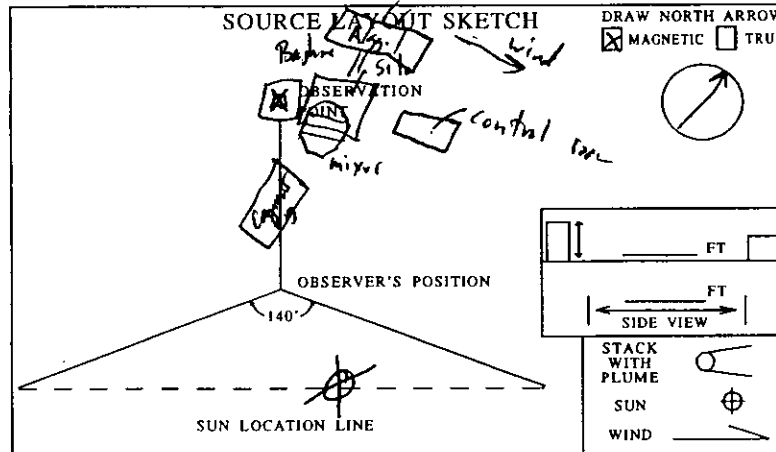 SOURCE LAYOUT SKETCH
DRAW NORTH ARROW
MAGNETIC TRU
wind
Silo
OBSERVATION
POINT
control
mixer
OBSERVER'S POSITION
140°
SUN LOCATION LINE
FT
FT
SIDE VIEW
STACK
WITH
PLUME
SUN
WIND